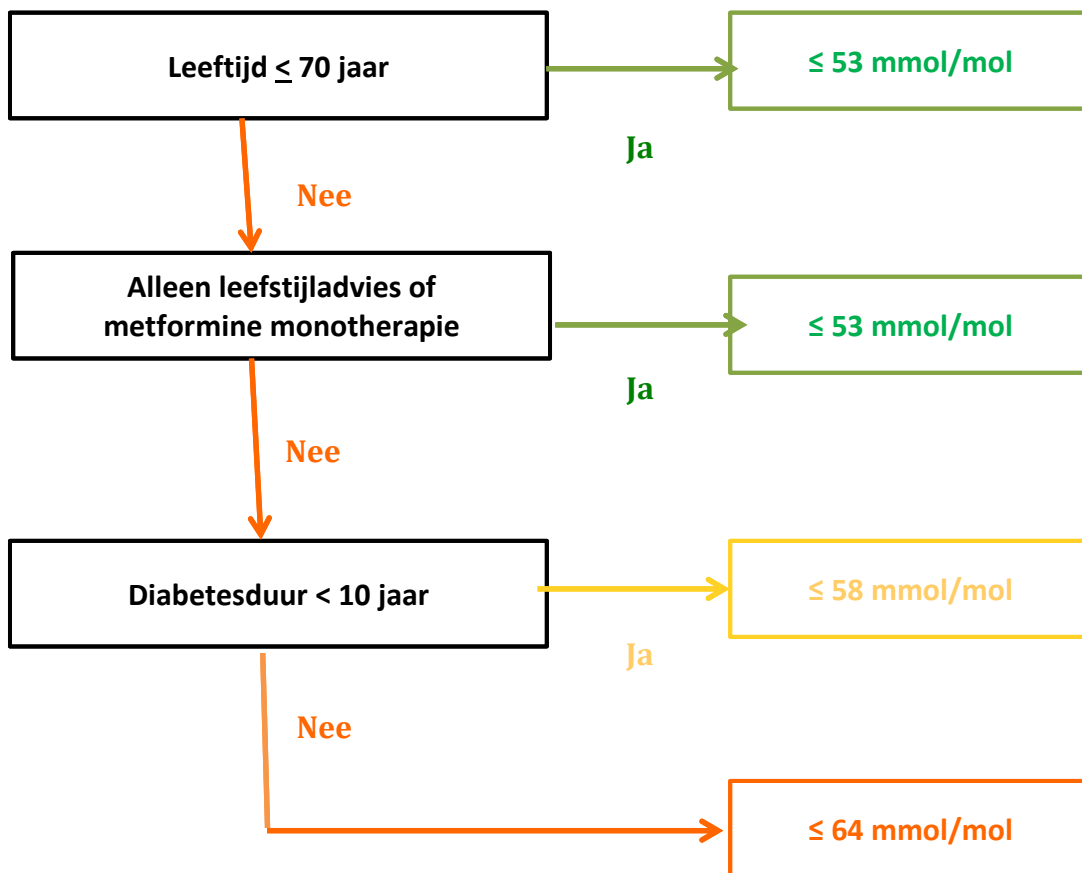 Leeftijd ≤ 70 jaar
≤ 53 mmol/mol
Ja
Nee
Alleen leefstijladvies of
metformine monotherapie
≤ 53 mmol/mol
Ja
Nee
Diabetesduur < 10 jaar
≤ 58 mmol/mol
Ja
Nee
≤ 64 mmol/mol